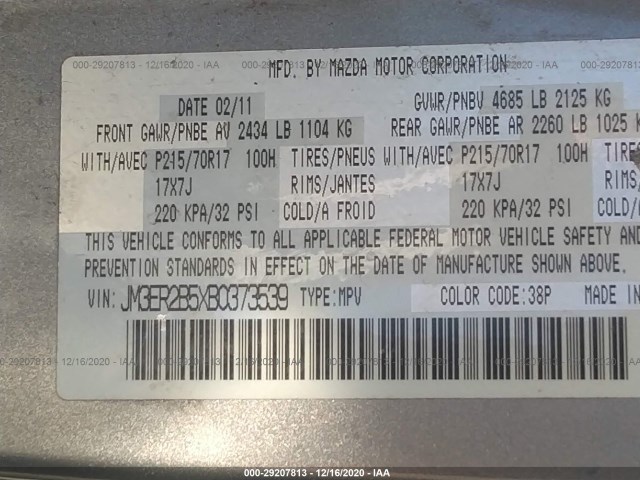 000-29207813 - 12/16/2020 - IAA
MFD. BY MAZDA MOTOR CORPORATION
DATE 02/11 GVWR/PNBV 4685 LB 2125 KG
FRONT GAWR/PNBE AV 2434 LB 1104 KG REAR GAWR/PNBE AR 2260 LB 1025 K
WITH/AVEC P215/70R17 100H TIRES/PNEUS WITH/AVEC P215/70R17 100H TIRES/
17X7J RIMS/JANTES 17X7J RIMS/
220 KPA/32 PSI COLD/A FROID 220 KPA/32 PSI COLD/
THIS VEHICLE CONFORMS TO ALL APPLICABLE FEDERAL MOTOR VEHICLE SAFETY AND
PREVENTION STANDARDS IN EFFECT ON THE DATE OF MANUFACTURE SHOWN ABOVE.
VIN: JM3ER2B5XB0373539 TYPE:MPV COLOR CODE:38P MADE IN
000-29207813 - 12/16/2020 - IAA